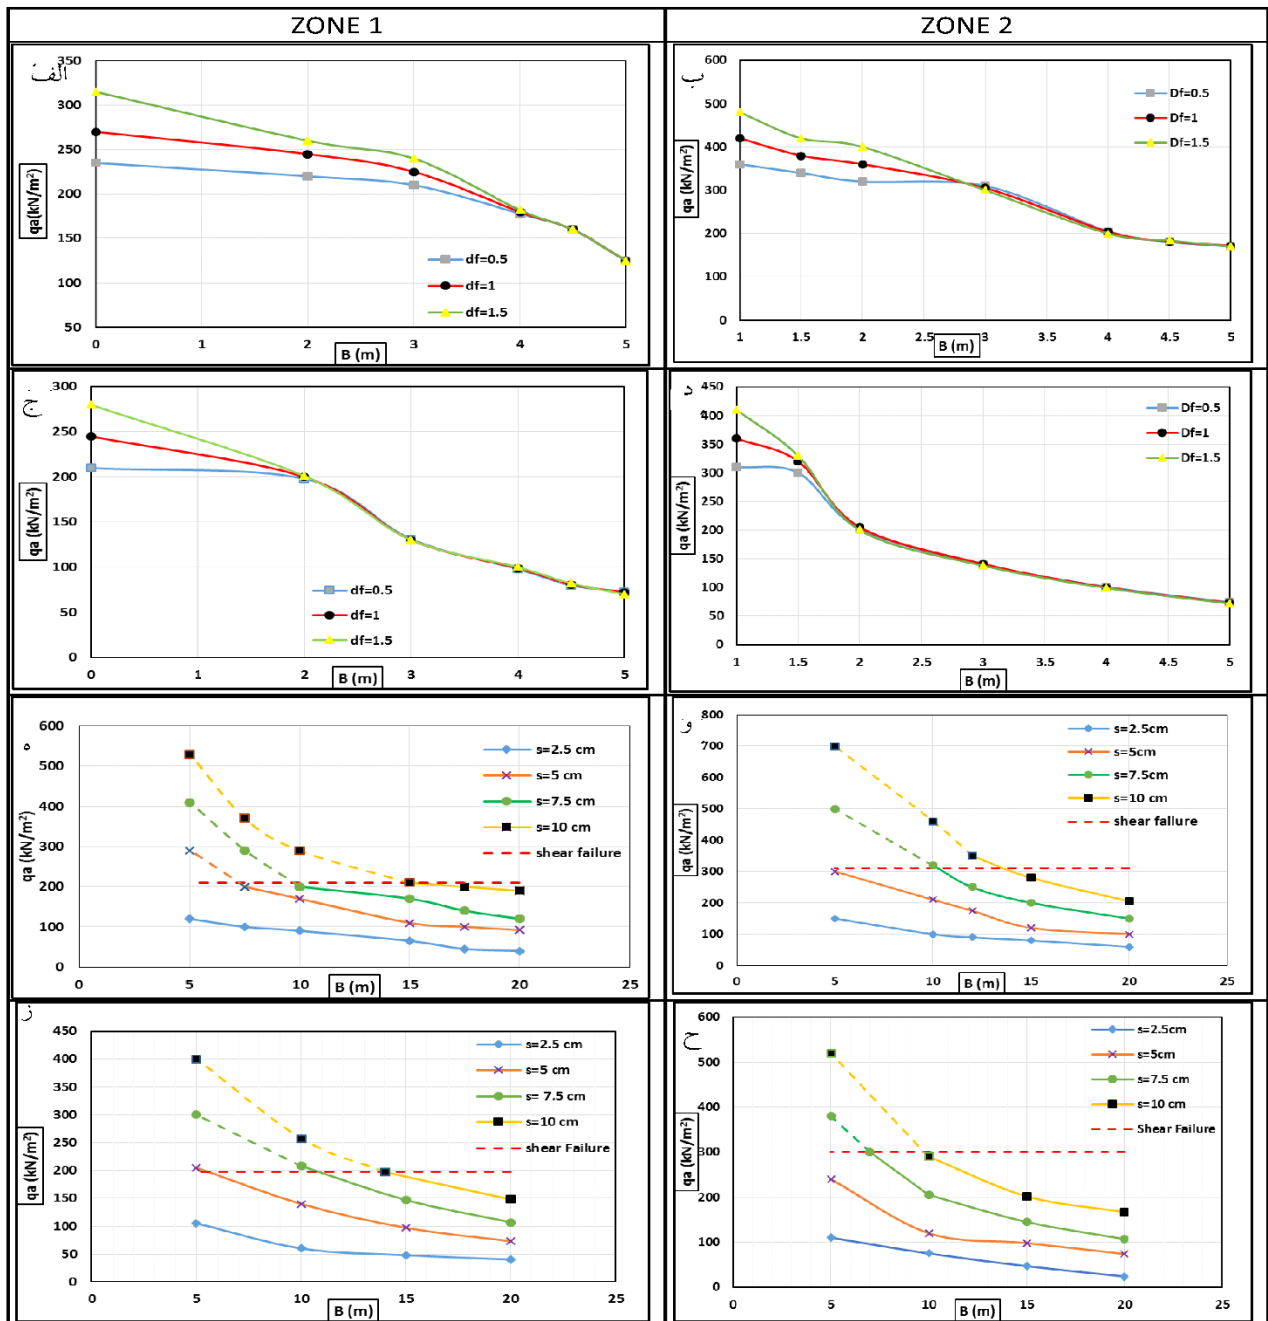 ZONE 1
ZONE 2
الف
350
300
250
200
150
100
50
qa(kN/m²)
df=0.5
df=1
df=1.5
0 1 2 3 4 5
B (m)
ب
600
500
400
300
200
100
0
qa (kN/m²)
Df=0.5
Df=1
Df=1.5
1 1.5 2 2.5 3 3.5 4 4.5 5
B (m)
ج
300
250
200
150
100
50
0
qa (kN/m²)
df=0.5
df=1
df=1.5
0 1 2 3 4 5
B (m)
د
450
400
350
300
250
200
150
100
50
0
qa (kN/m²)
Df=0.5
Df=1
Df=1.5
1 1.5 2 2.5 3 3.5 4 4.5 5
B (m)
ه
600
500
400
300
200
100
0
qa (kN/m²)
s=2.5 cm
s=5 cm
s=7.5 cm
s=10 cm
shear failure
0 5 10 15 20 25
B (m)
و
800
700
600
500
400
300
200
100
0
qa (kN/m²)
s=2.5cm
s=5cm
s=7.5cm
s=10 cm
shear failure
0 5 10 15 20 25
B (m)
ز
450
400
350
300
250
200
150
100
50
0
qa (kN/m²)
s=2.5 cm
s=5 cm
s= 7.5 cm
s=10 cm
shear Failure
0 5 10 15 20 25
B (m)
ح
600
500
400
300
200
100
0
qa (kN/m²)
s=2.5cm
s=5cm
s=7.5 cm
s=10 cm
Shear Failure
0 5 10 15 20 25
B (m)